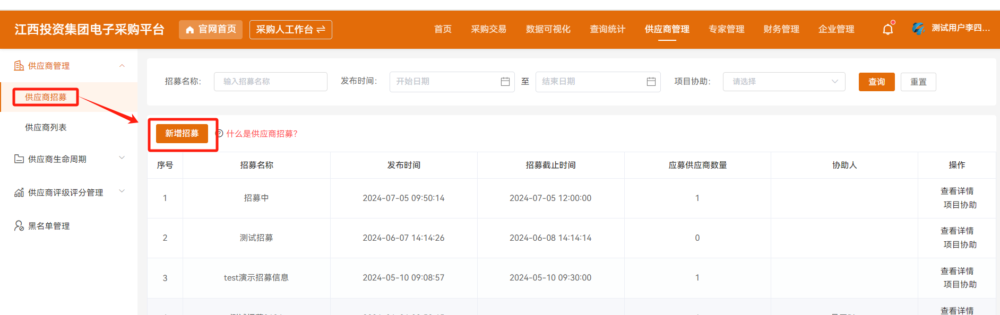 江西投资集团电子采购平台 官网首页 采购人工作台 首页 采购交易 数据可视化 查询统计 供应商管理 专家管理 财务管理 企业管理 测试用户李四...
供应商管理
供应商招募
供应商列表
供应商生命周期
供应商评级评分管理
黑名单管理
招募名称: 输入招募名称 发布时间: 开始日期 至 结束日期 项目协助: 请选择 查询 重置
新增招募 什么是供应商招募?
序号 招募名称 发布时间 招募截止时间 应募供应商数量 协助人 操作
1 招募中 2024-07-05 09:50:14 2024-07-05 12:00:00 1 查看详情
项目协助
2 测试招募 2024-06-07 14:14:26 2024-06-08 14:14:14 0 查看详情
项目协助
3 test演示招募信息 2024-05-10 09:08:57 2024-05-10 09:30:00 1 查看详情
项目协助
查看详情